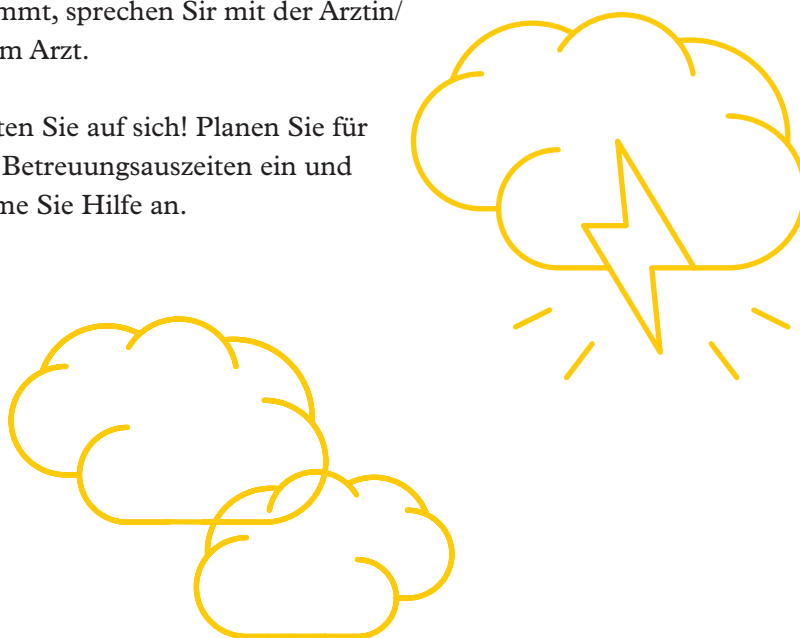 mmt, sprechen Sir mit der Arztin/
m Arzt.
ten Sie auf sich! Planen Sie für
Betreuungsauszeiten ein und
me Sie Hilfe an.